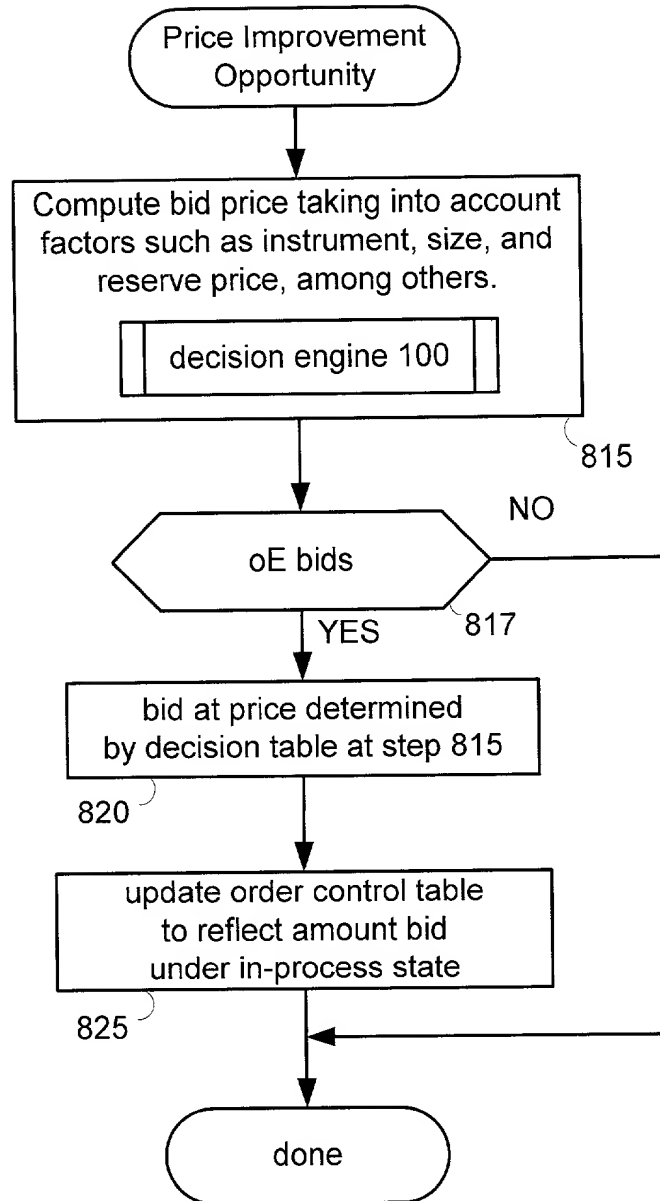 Price Improvement
Opportunity
Compute bid price taking into account
factors such as instrument, size, and
reserve price, among others.
decision engine 100
815
NO
oE bids
817
YES
bid at price determined
by decision table at step 815
820
update order control table
to reflect amount bid
under in-process state
825
done